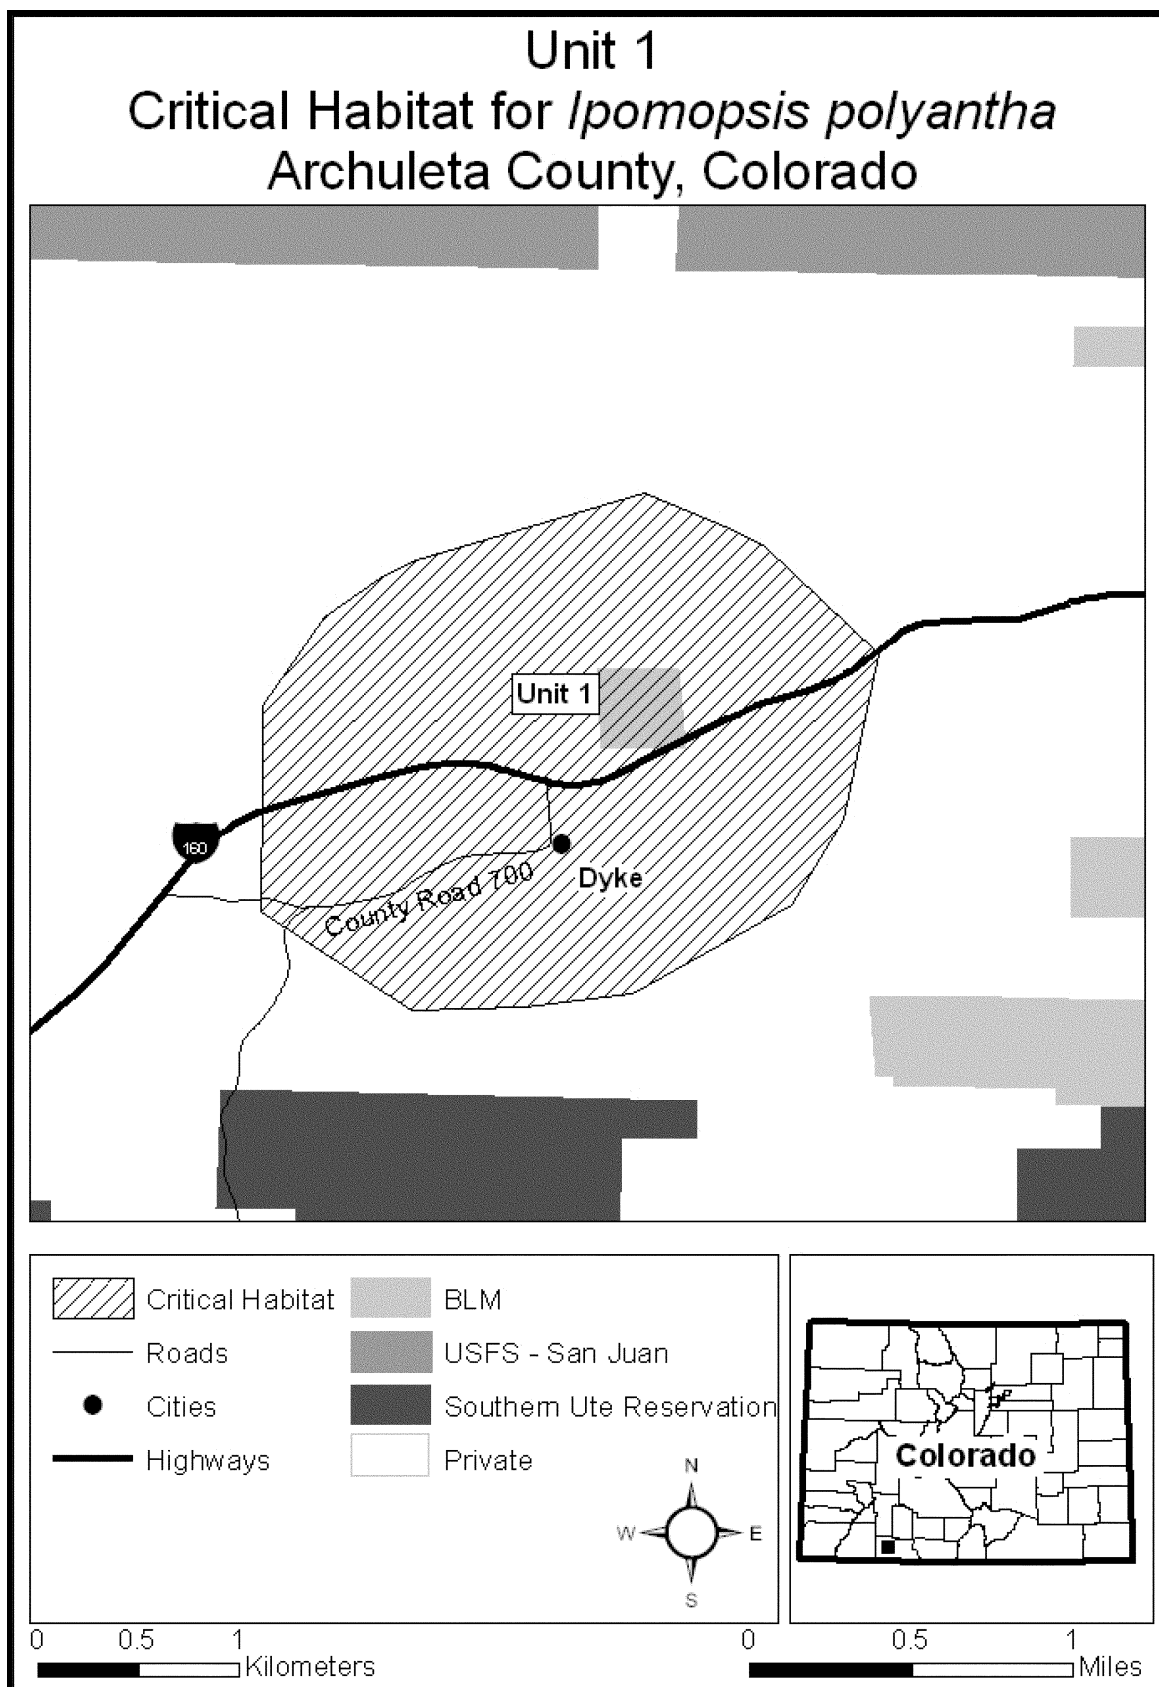 Unit 1
Critical Habitat for Ipomopsis polyantha
Archuleta County, Colorado
Unit 1
160
County Road 700
Dyke
Critical Habitat
BLM
Roads
USFS - San Juan
Cities
Southern Ute Reservation
Highways
Private
N
W
E
S
Colorado
0 0.5 1
Kilometers
0 0.5 1
Miles